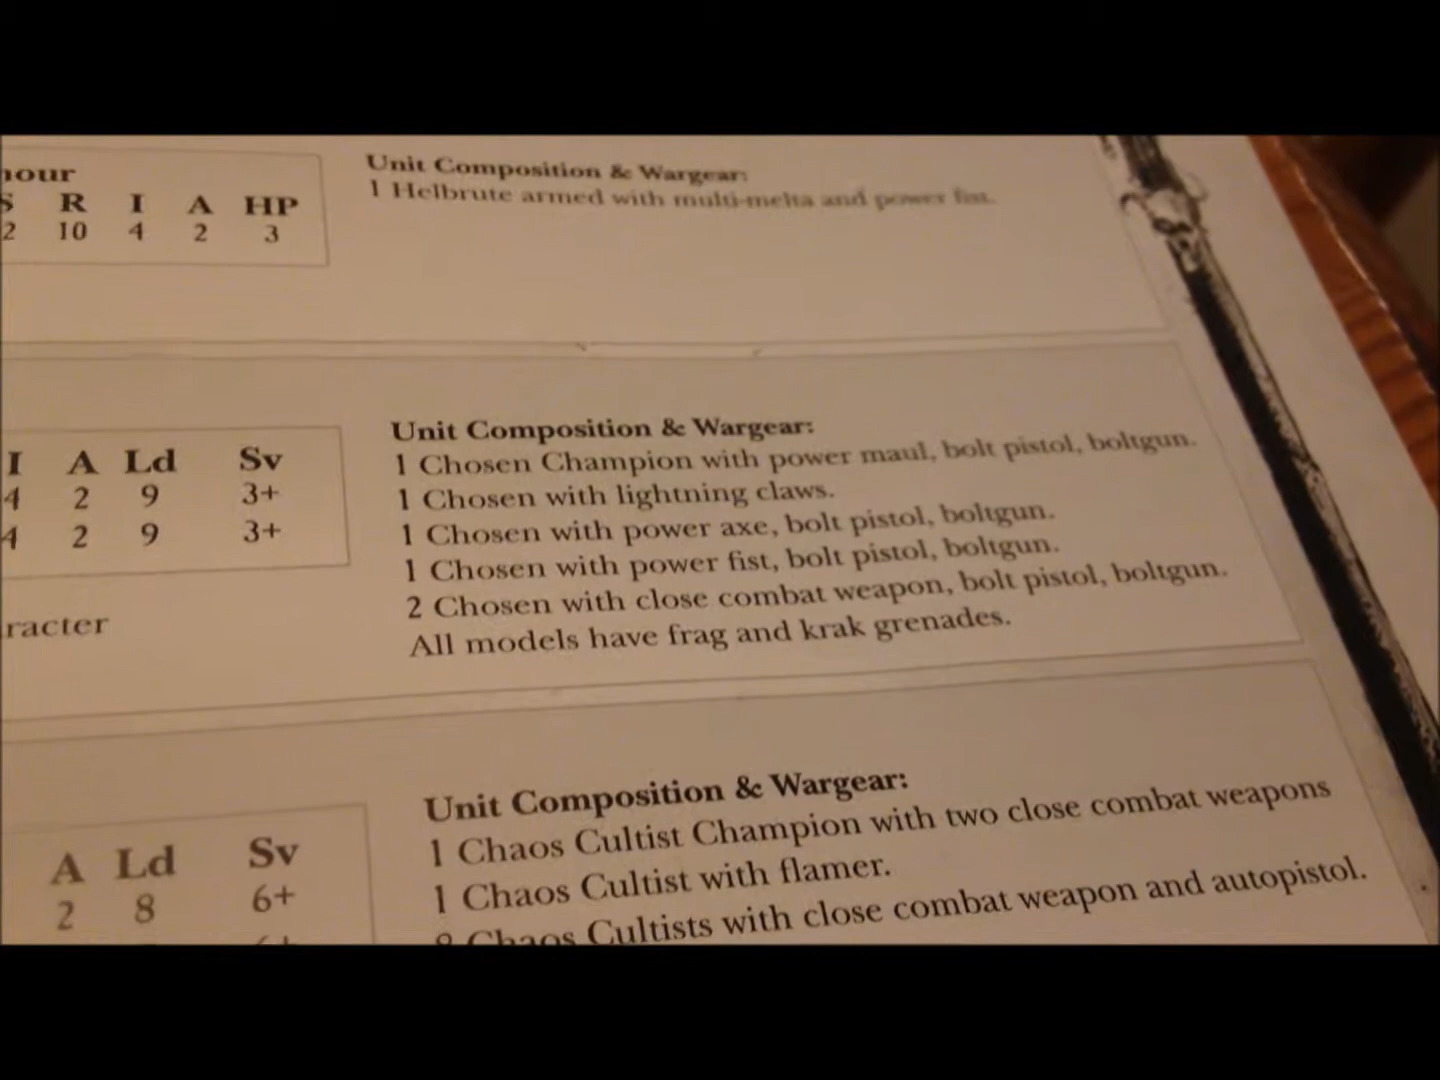 our
S R I A HP
2 10 4 2 3
Unit Composition & Wargear:
1 Helbrute armed with multi-melta and power fist.
I A Ld Sv
4 2 9 3+
4 2 9 3+
racter
Unit Composition & Wargear:
1 Chosen Champion with power maul, bolt pistol, boltgun.
1 Chosen with lightning claws.
1 Chosen with power axe, bolt pistol, boltgun.
1 Chosen with power fist, bolt pistol, boltgun.
2 Chosen with close combat weapon, bolt pistol, boltgun.
All models have frag and krak grenades.
A Ld Sv
2 8 6+
6+
Unit Composition & Wargear:
1 Chaos Cultist Champion with two close combat weapons
1 Chaos Cultist with flamer.
Chaos Cultists with close combat weapon and autopistol.